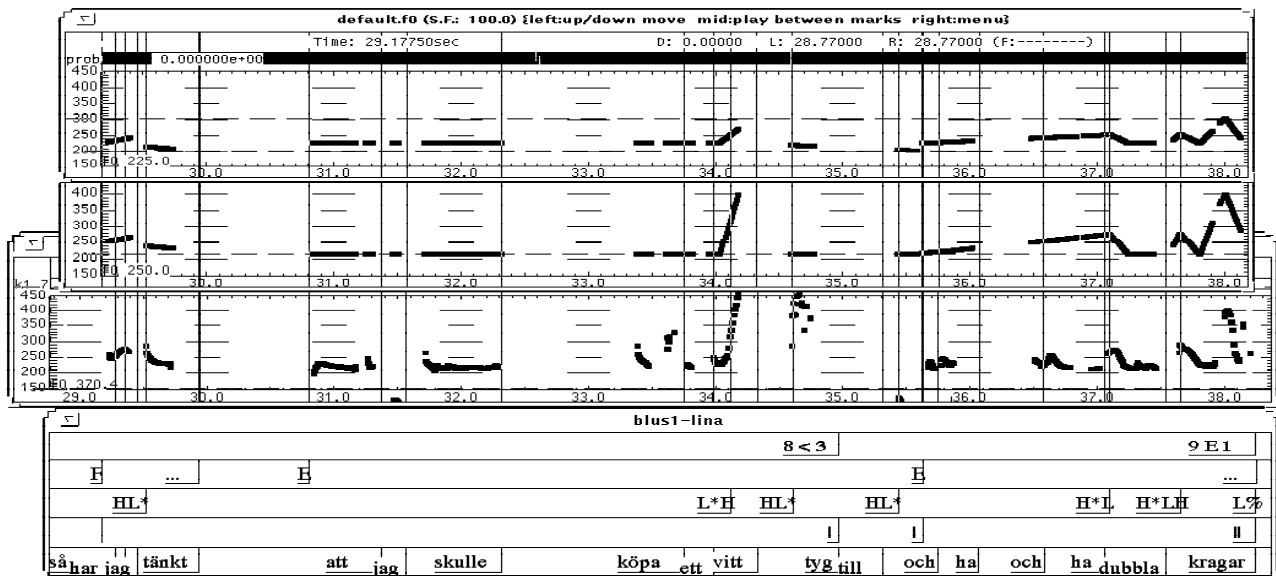 default.f0 (S.F.: 100.0) {left:up/down move mid:play between marks right:menu}
Time: 29.17750sec D: 0.00000 L: 28.77000 R: 28.77000 (F:--------)
prob 0.000000e+00
450
400
350
300
250
200
150
F0 225.0
30.0 31.0 32.0 33.0 34.0 35.0 36.0 37.0 38.0
400
350
300
250
200
150
F0 250.0
30.0 31.0 32.0 33.0 34.0 35.0 36.0 37.0 38.0
k1_7
450
400
350
300
250
200
150
F0 370.4
29.0 30.0 31.0 32.0 33.0 34.0 35.0 36.0 37.0 38.0
blus1-lina
8 < 3 9 E 1
E ... E E ...
HL* L*H HL* HL* H*L H*LH L%
I I II
så har jag tänkt att jag skulle köpa ett vitt tyg till och ha och ha dubbla kragar